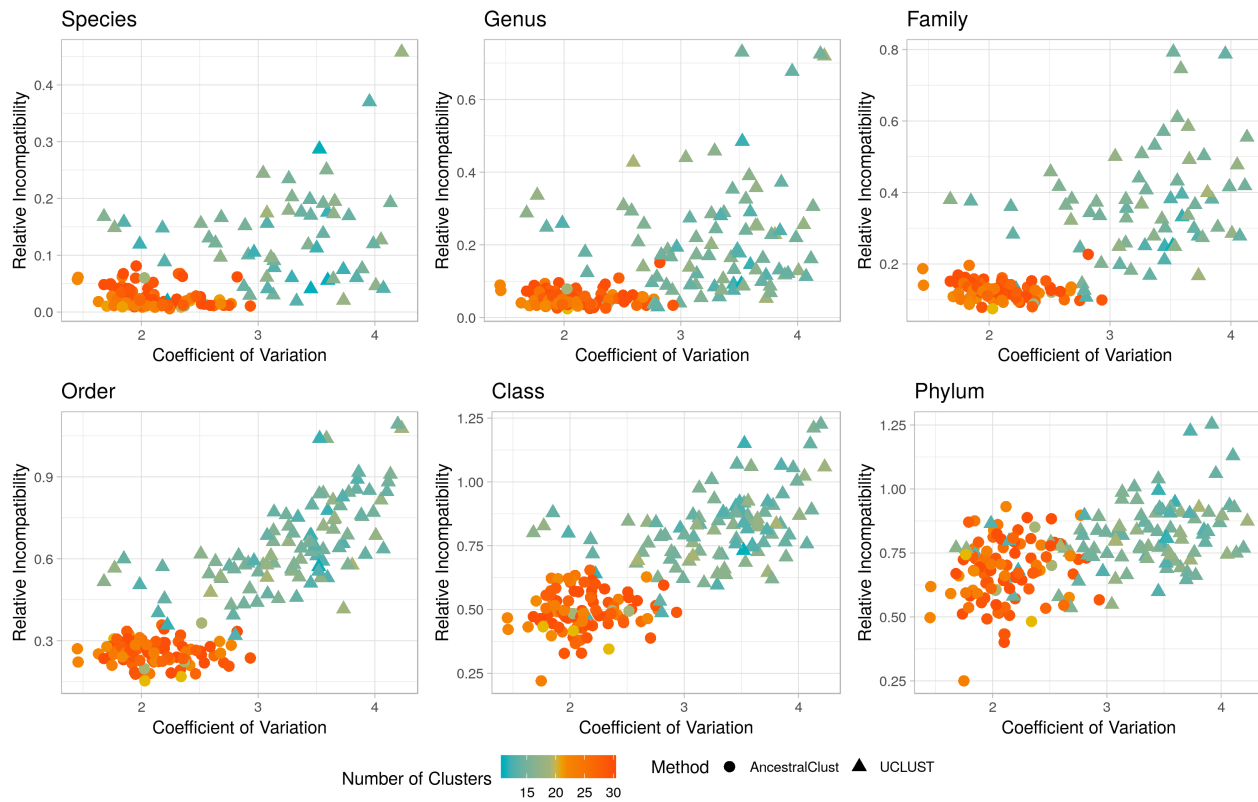 Species
Genus
Family
Relative Incompatibility
0.4
0.3
0.2
0.1
0.0
2
3
4
Coefficient of Variation
Relative Incompatibility
0.6
0.4
0.2
0.0
2
3
4
Coefficient of Variation
Relative Incompatibility
0.8
0.6
0.4
0.2
2
3
4
Coefficient of Variation
Order
Class
Phylum
Relative Incompatibility
0.9
0.6
0.3
2
3
4
Coefficient of Variation
Relative Incompatibility
1.25
1.00
0.75
0.50
0.25
2
3
4
Coefficient of Variation
Relative Incompatibility
1.25
1.00
0.75
0.50
0.25
2
3
4
Coefficient of Variation
Number of Clusters
15 20 25 30
Method AncestralClust UCLUST